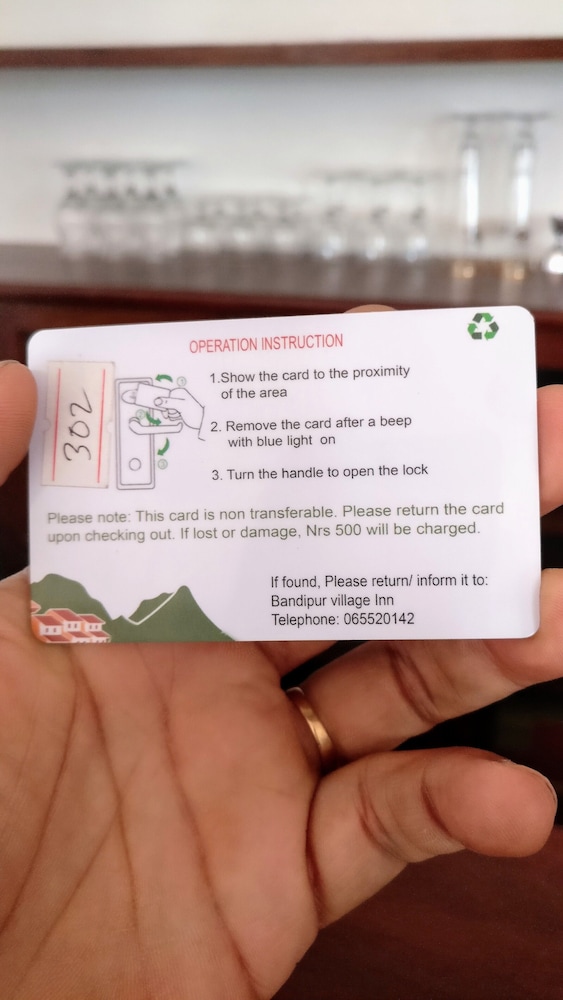 OPERATION INSTRUCTION
302
1.Show the card to the proximity
of the area
2. Remove the card after a beep
with blue light on
3. Turn the handle to open the lock
Please note: This card is non transferable. Please return the card
upon checking out. If lost or damage, Nrs 500 will be charged.
If found, Please return/ inform it to:
Bandipur village Inn
Telephone: 065520142